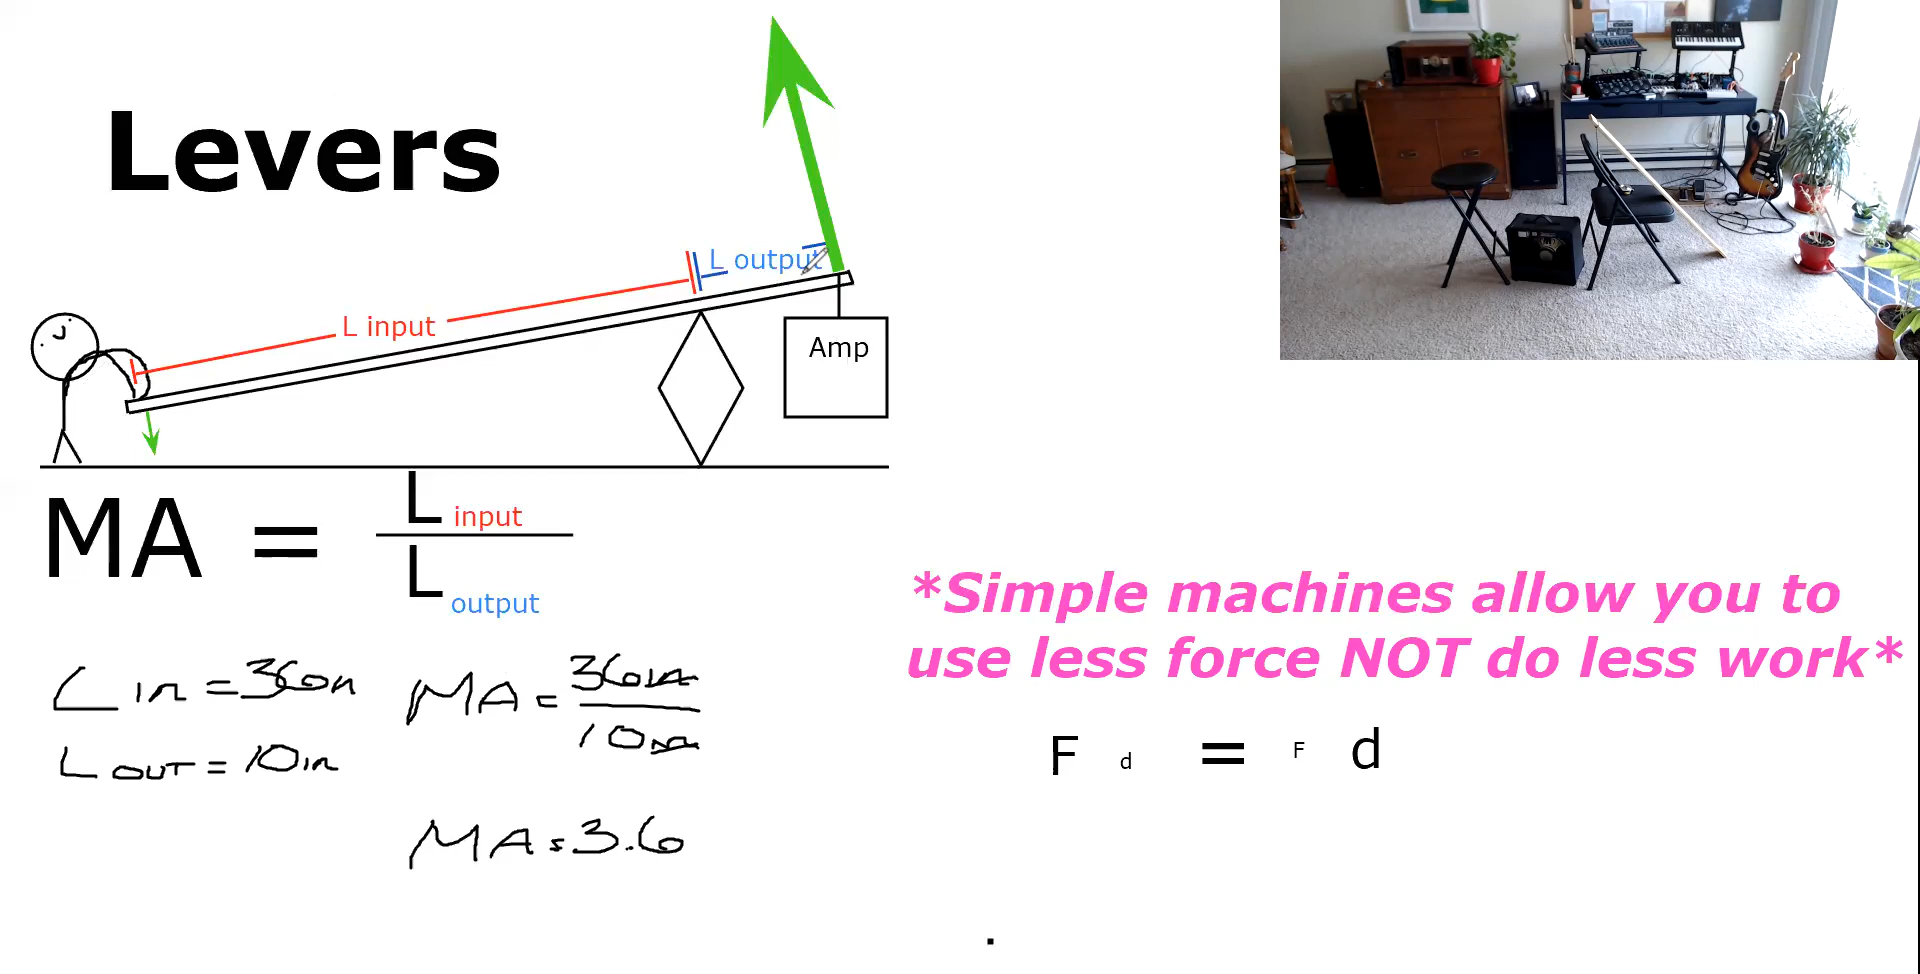 Levers
L output
L input
Amp
MA = L input
L output
*Simple machines allow you to
use less force NOT do less work*
L in = 36in MA = 36in
10in
L OUT = 10in
F d = F d
MA = 3.6